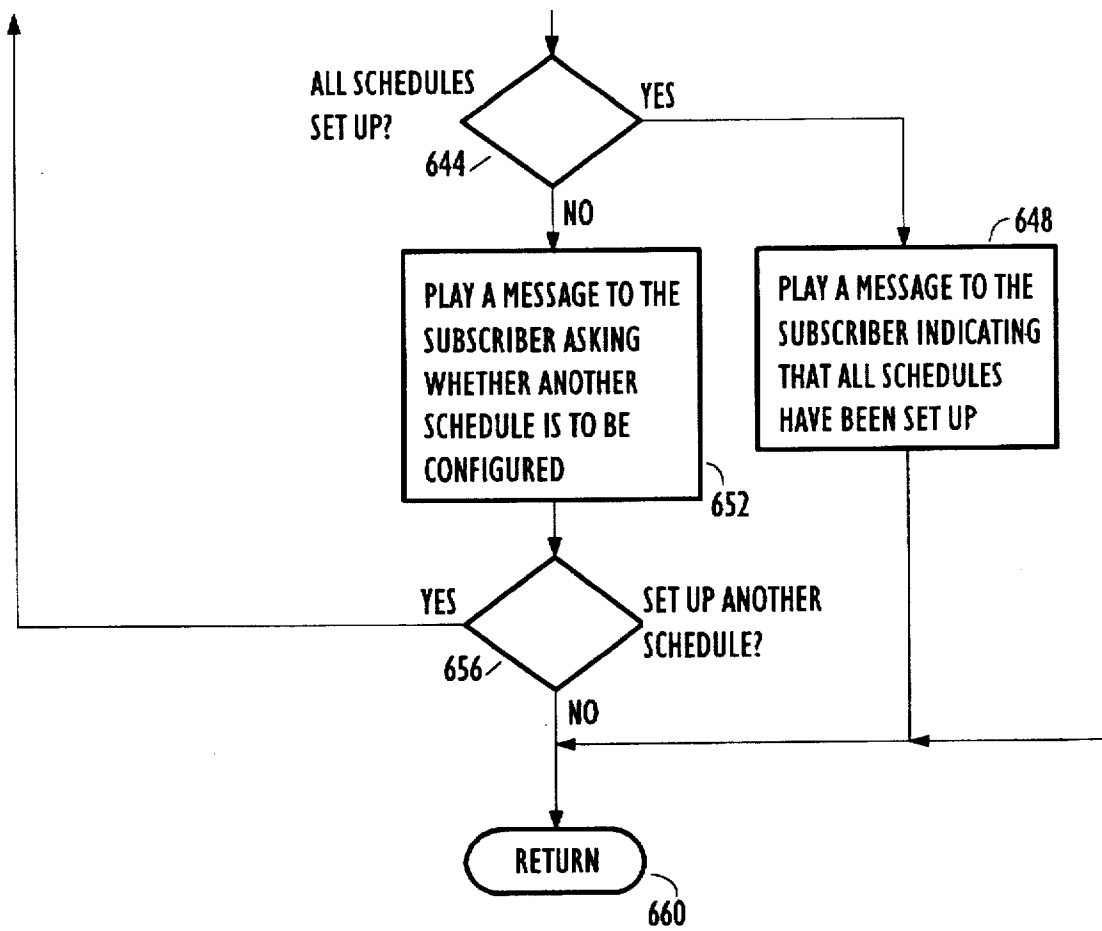 ALL SCHEDULES
SET UP?
YES
644
NO
648
PLAY A MESSAGE TO THE
SUBSCRIBER ASKING
WHETHER ANOTHER
SCHEDULE IS TO BE
CONFIGURED
652
PLAY A MESSAGE TO THE
SUBSCRIBER INDICATING
THAT ALL SCHEDULES
HAVE BEEN SET UP
YES
SET UP ANOTHER
SCHEDULE?
656
NO
RETURN
660